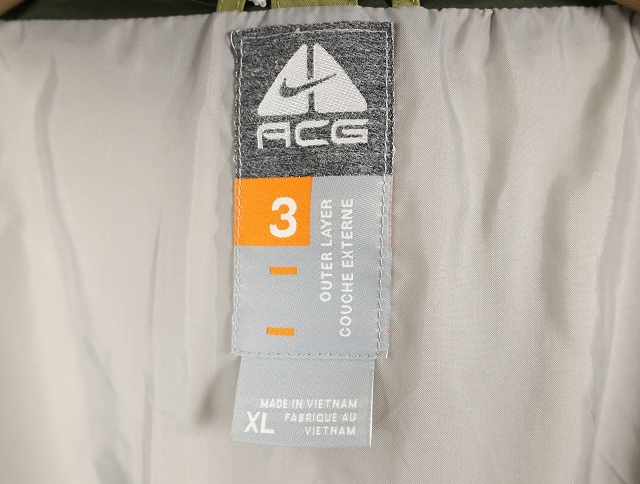 ACG
3
OUTER LAYER
COUCHE EXTERNE
XL
MADE IN VIETNAM
FABRIQUE AU
VIETNAM